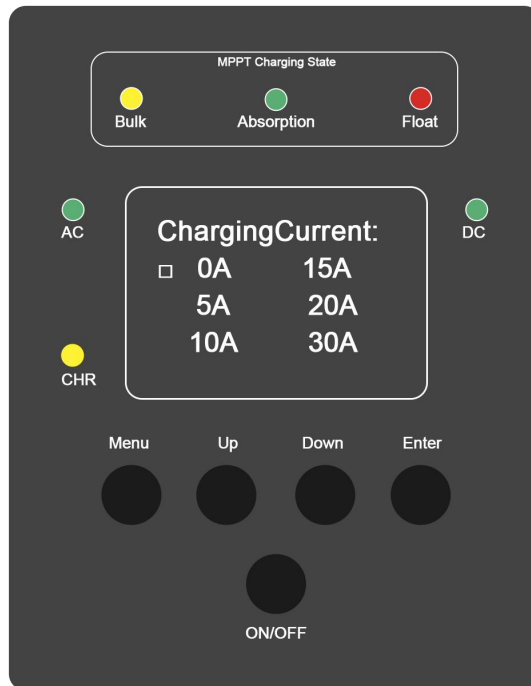 MPPT Charging State
Bulk Absorption Float
AC DC
ChargingCurrent:
0A 15A
5A 20A
10A 30A
CHR
Menu Up Down Enter
ON/OFF